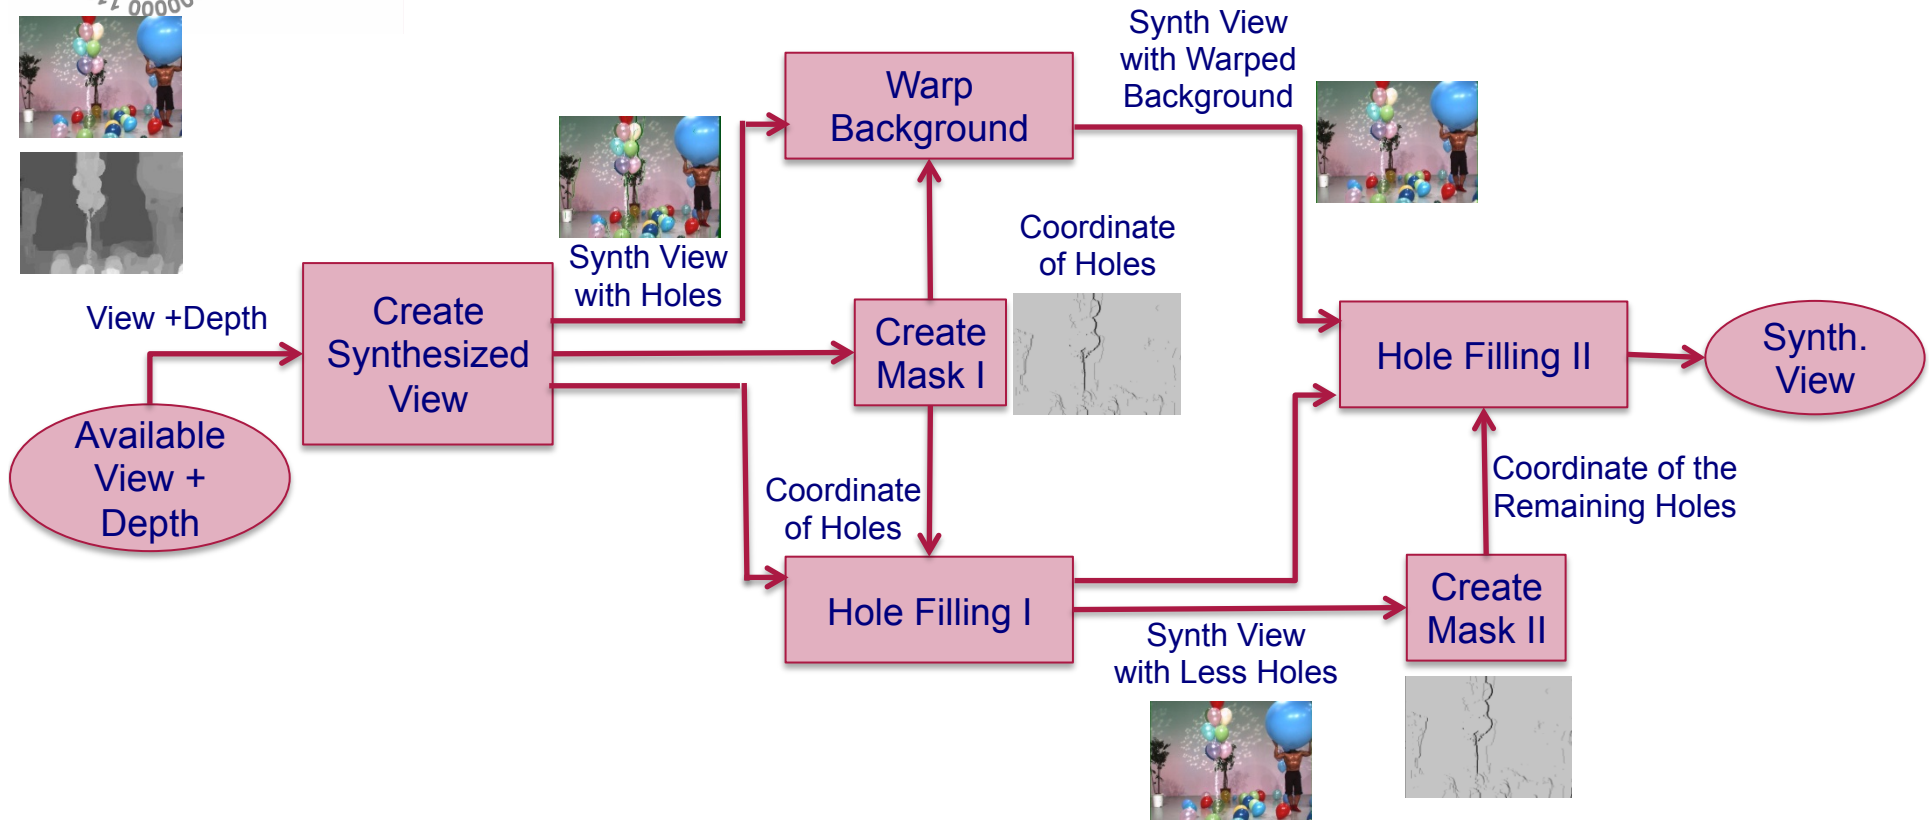 Synth View
with Warped
Background
Warp
Background
Synth View
with Holes
Coordinate
of Holes
View +Depth
Create
Synthesized
View
Create
Mask I
Hole Filling II
Synth.
View
Available
View +
Depth
Coordinate
of Holes
Coordinate of the
Remaining Holes
Hole Filling I
Create
Mask II
Synth View
with Less Holes